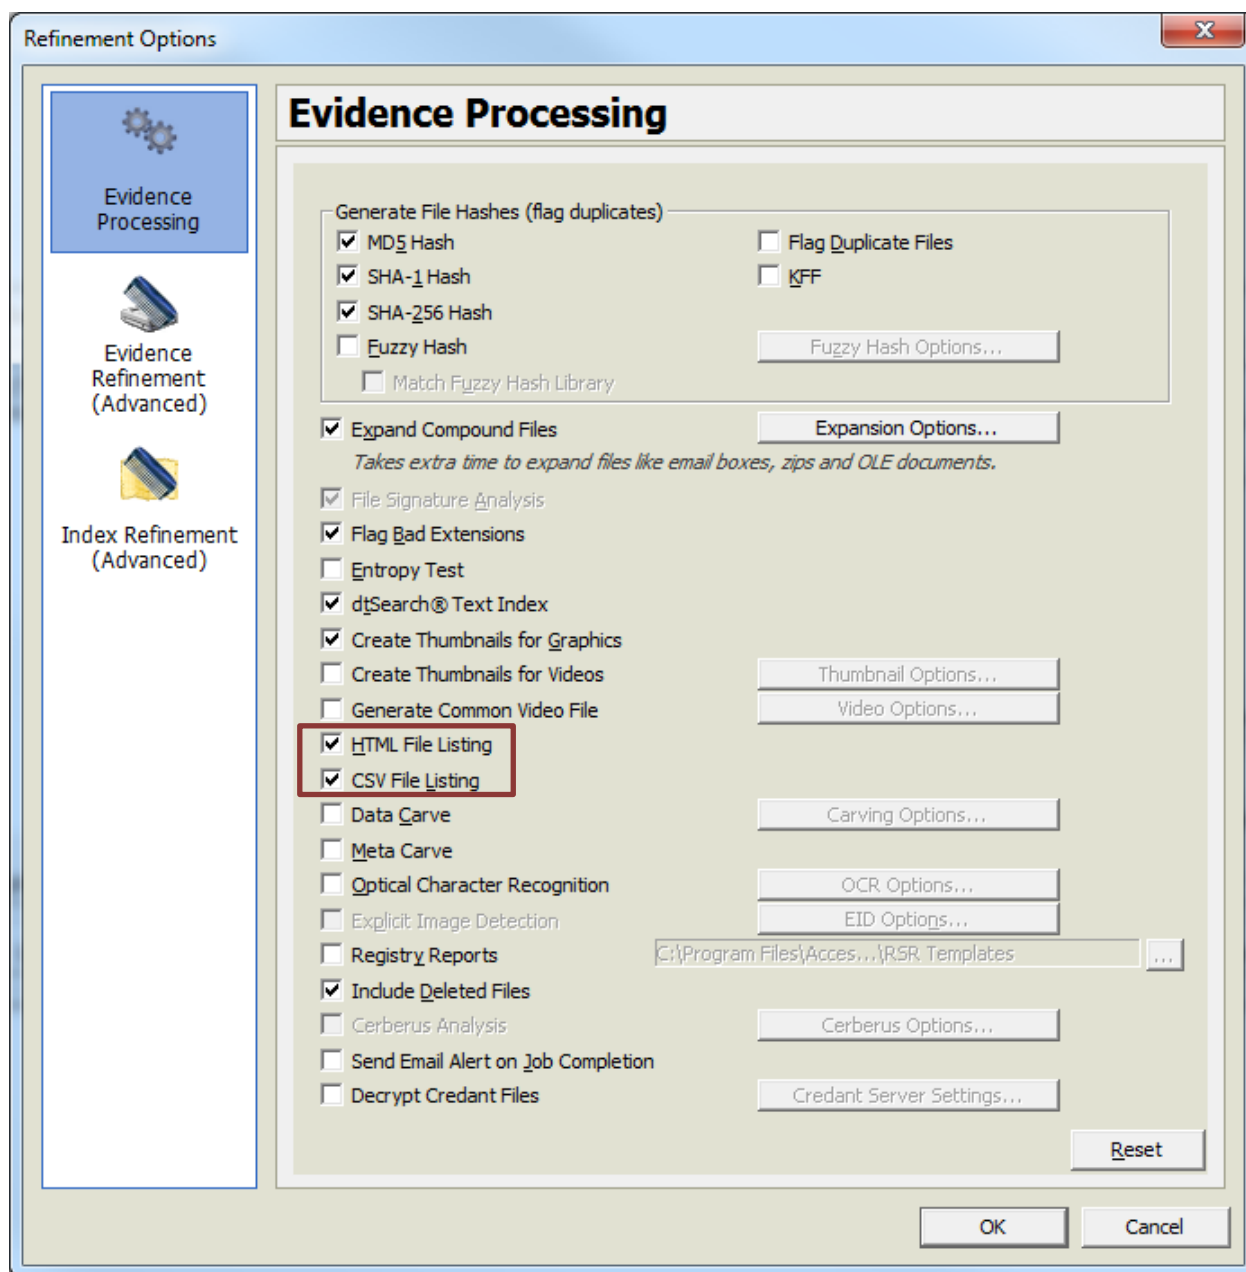 Refinement Options
Evidence
Processing
Evidence
Refinement
(Advanced)
Index Refinement
(Advanced)
Evidence Processing
Generate File Hashes (flag duplicates)
MD5 Hash
Flag Duplicate Files
SHA-1 Hash
KFF
SHA-256 Hash
Fuzzy Hash
Fuzzy Hash Options...
Match Fuzzy Hash Library
Expand Compound Files
Expansion Options...
Takes extra time to expand files like email boxes, zips and OLE documents.
File Signature Analysis
Flag Bad Extensions
Entropy Test
dtSearch® Text Index
Create Thumbnails for Graphics
Create Thumbnails for Videos
Thumbnail Options...
Generate Common Video File
Video Options...
HTML File Listing
CSV File Listing
Data Carve
Carving Options...
Meta Carve
Optical Character Recognition
OCR Options...
Explicit Image Detection
EID Options...
Registry Reports
C:\Program Files\Acces...\RSR Templates
...
Include Deleted Files
Cerberus Analysis
Cerberus Options...
Send Email Alert on Job Completion
Decrypt Credant Files
Credant Server Settings...
Reset
OK
Cancel